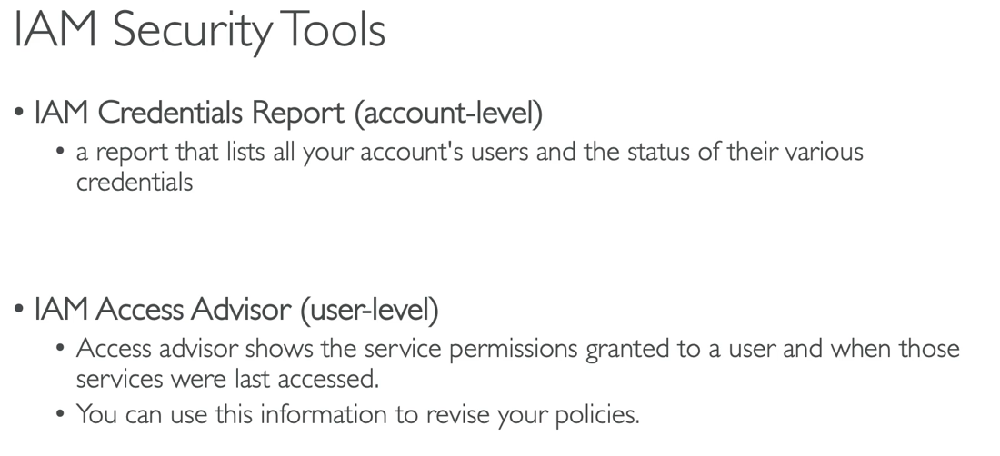 IAM Security Tools
• IAM Credentials Report (account-level)
• a report that lists all your account's users and the status of their various
credentials
• IAM Access Advisor (user-level)
• Access advisor shows the service permissions granted to a user and when those
services were last accessed.
• You can use this information to revise your policies.